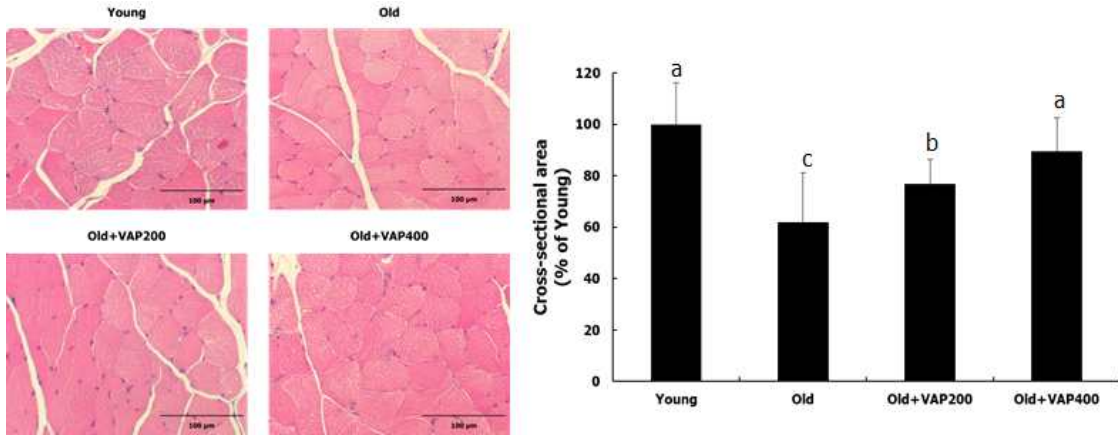 Young
Old
100 μm
100 μm
Old+VAP200
Old+VAP400
100 μm
100 μm
Cross-sectional area
(% of Young)
120
100
80
60
40
20
0
a
c
b
a
Young
Old
Old+VAP200
Old+VAP400